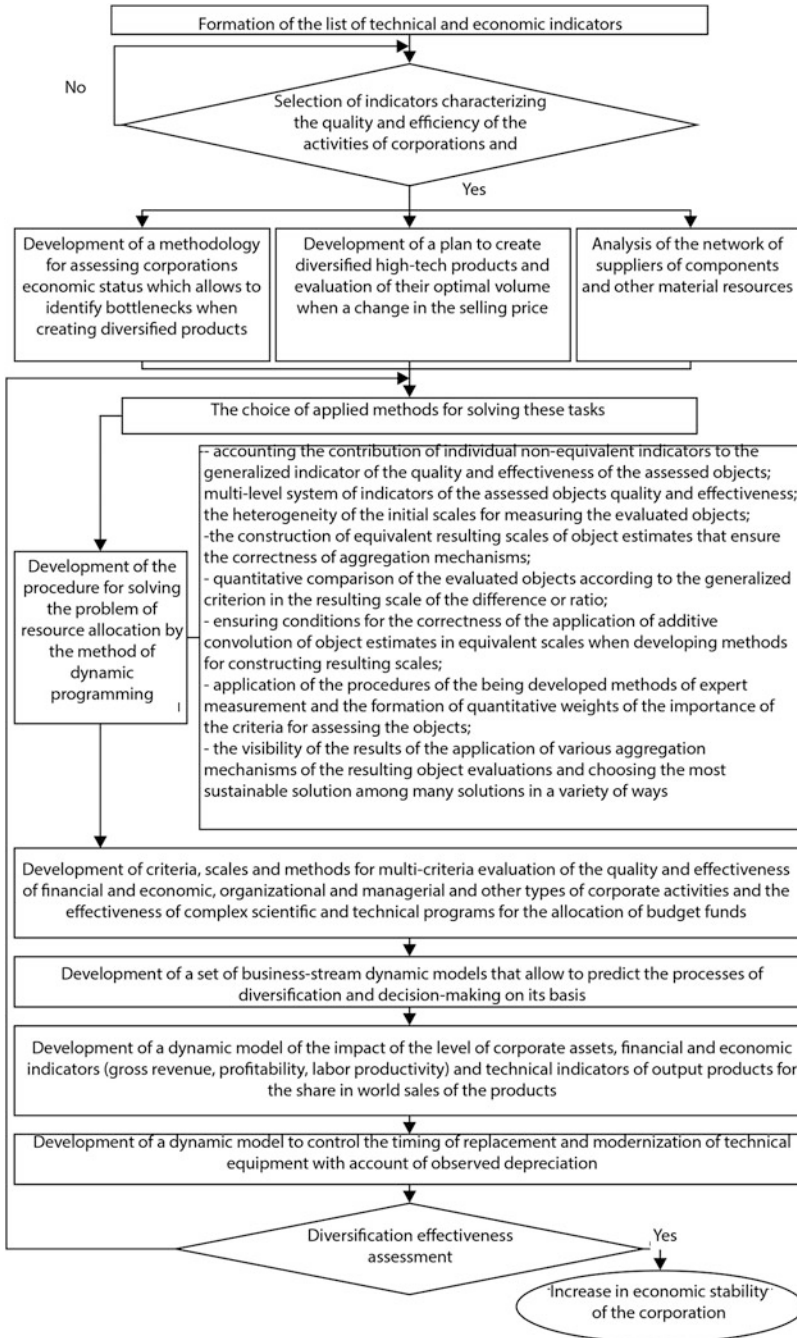 Formation of the list of technical and economic indicators
No
Selection of indicators characterizing
the quality and efficiency of the
activities of corporations and
Yes
Development of a methodology
for assessing corporations
economic status which allows to
identify bottlenecks when
creating diversified products
Development of a plan to create
diversified high-tech products and
evaluation of their optimal volume
when a change in the selling price
Analysis of the network of
suppliers of components
and other material resources
The choice of applied methods for solving these tasks
Development of the
procedure for solving
the problem of
resource allocation by
the method of
dynamic
programming
-- accounting the contribution of individual non-equivalent indicators to the
generalized indicator of the quality and effectiveness of the assessed objects;
multi-level system of indicators of the assessed objects quality and effectiveness;
the heterogeneity of the initial scales for measuring the evaluated objects;
-the construction of equivalent resulting scales of object estimates that ensure
the correctness of aggregation mechanisms;
- quantitative comparison of the evaluated objects according to the generalized
criterion in the resulting scale of the difference or ratio;
- ensuring conditions for the correctness of the application of additive
convolution of object estimates in equivalent scales when developing methods
for constructing resulting scales;
- application of the procedures of the being developed methods of expert
measurement and the formation of quantitative weights of the importance of
the criteria for assessing the objects;
- the visibility of the results of the application of various aggregation
mechanisms of the resulting object evaluations and choosing the most
sustainable solution among many solutions in a variety of ways
Development of criteria, scales and methods for multi-criteria evaluation of the quality and effectiveness
of financial and economic, organizational and managerial and other types of corporate activities and the
effectiveness of complex scientific and technical programs for the allocation of budget funds
Development of a set of business-stream dynamic models that allow to predict the processes of
diversification and decision-making on its basis
Development of a dynamic model of the impact of the level of corporate assets, financial and economic
indicators (gross revenue, profitability, labor productivity) and technical indicators of output products for
the share in world sales of the products
Development of a dynamic model to control the timing of replacement and modernization of technical
equipment with account of observed depreciation
Diversification effectiveness
assessment
Yes
Increase in economic stability
of the corporation